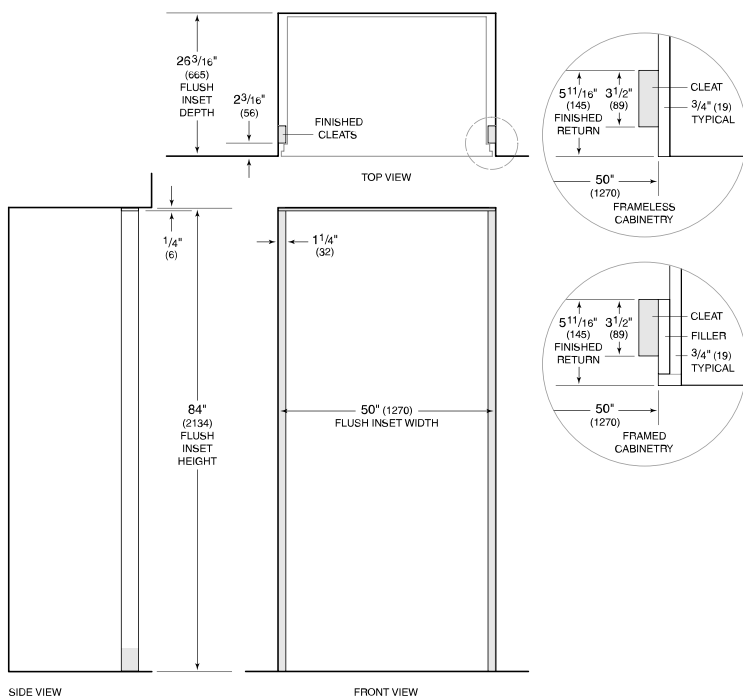 26 3/16"
(665)
FLUSH
INSET
DEPTH
2 3/16"
(56)
FINISHED
CLEATS
TOP VIEW
5 11/16"
(145)
FINISHED
RETURN
3 1/2"
(89)
CLEAT
3/4" (19)
TYPICAL
50"
(1270)
FRAMELESS
CABINETRY
1/4"
(6)
1 1/4"
(32)
84"
(2134)
FLUSH
INSET
HEIGHT
50" (1270)
FLUSH INSET WIDTH
5 11/16"
(145)
FINISHED
RETURN
3 1/2"
(89)
CLEAT
FILLER
3/4" (19)
TYPICAL
50"
(1270)
FRAMED
CABINETRY
SIDE VIEW
FRONT VIEW